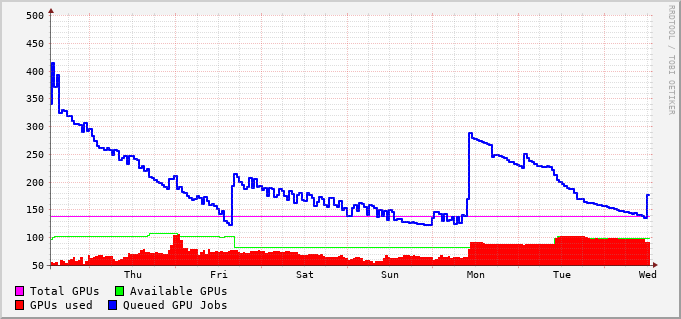 500
450
400
350
300
250
200
150
100
50
Thu Fri Sat Sun Mon Tue Wed
Total GPUs Available GPUs
GPUs used Queued GPU Jobs
RRDTOOL / TOBI OETIKER